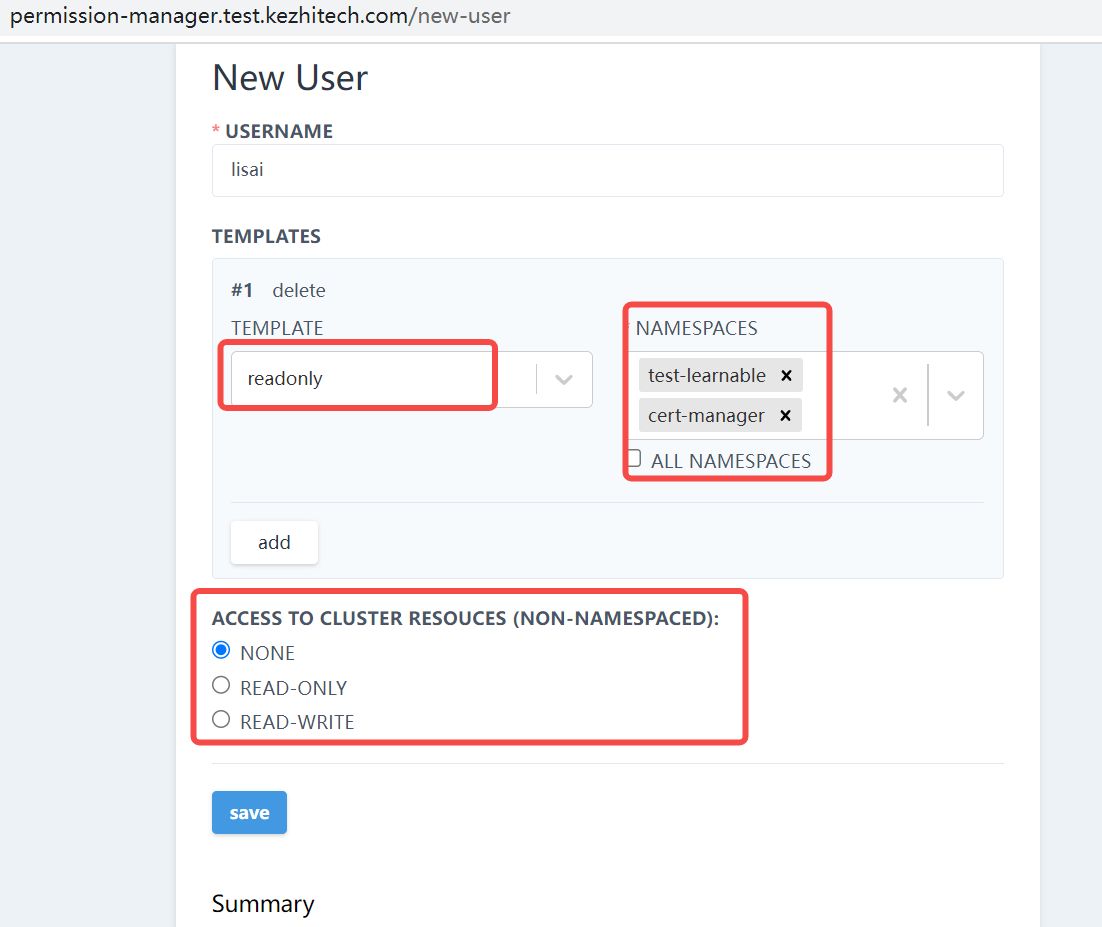 permission-manager.test.kezhitech.com/new-user
New User
* USERNAME
lisai
TEMPLATES
#1 delete
TEMPLATE
readonly
NAMESPACES
test-learnable
cert-manager
ALL NAMESPACES
add
ACCESS TO CLUSTER RESOUCES (NON-NAMESPACED):
NONE
READ-ONLY
READ-WRITE
save
Summary